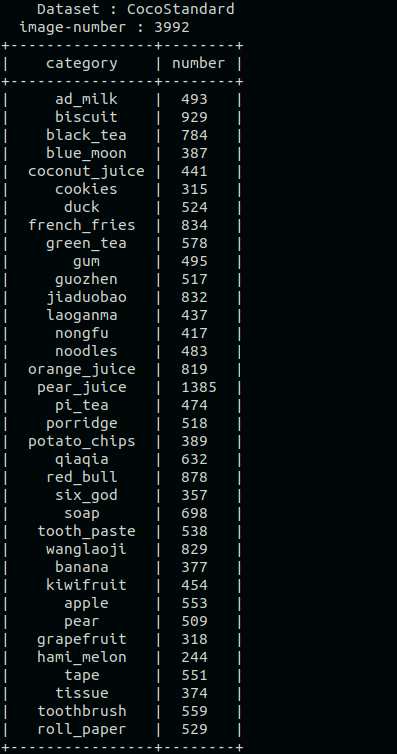 Dataset : CocoStandard
image-number : 3992
+----------------+--------+
|    category    | number |
+----------------+--------+
|     ad_milk    |  493   |
|     biscuit    |  929   |
|    black_tea   |  784   |
|    blue_moon   |  387   |
|  coconut_juice |  441   |
|     cookies    |  315   |
|      duck      |  524   |
|  french_fries  |  834   |
|    green_tea   |  578   |
|       gum      |  495   |
|     guozhen    |  517   |
|    jiaduobao   |  832   |
|    laoganma    |  437   |
|     nongfu     |  417   |
|     noodles    |  483   |
|  orange_juice  |  819   |
|   pear_juice   |  1385  |
|     pi_tea     |  474   |
|    porridge    |  518   |
|  potato_chips  |  389   |
|     qiaqia     |  632   |
|    red_bull    |  878   |
|     six_god    |  357   |
|      soap      |  698   |
|   tooth_paste  |  538   |
|    wanglaoji   |  829   |
|     banana     |  377   |
|    kiwifruit   |  454   |
|      apple     |  553   |
|      pear      |  509   |
|   grapefruit   |  318   |
|   hami_melon   |  244   |
|      tape      |  551   |
|     tissue     |  374   |
|   toothbrush   |  559   |
|   roll_paper   |  529   |
+----------------+--------+